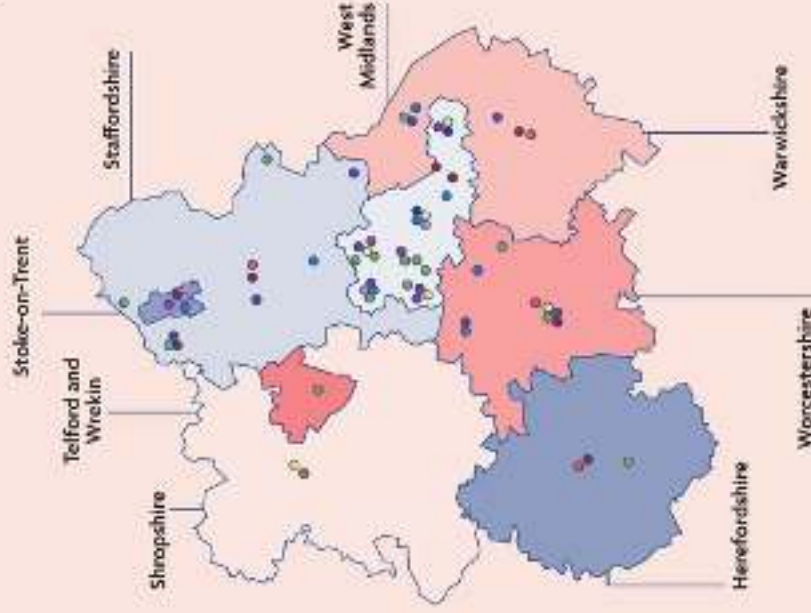 Stoke-on-Trent
Staffordshire
West
Midlands
Telford and
Wrekin
Shropshire
Herefordshire
Worcestershire
Warwickshire